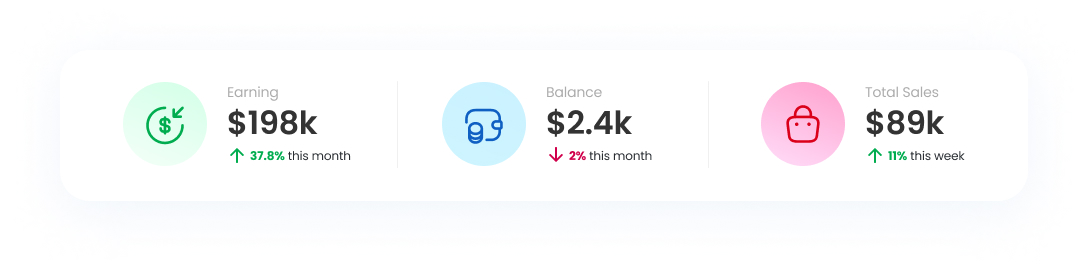 Earning
$198k
37.8% this month
Balance
$2.4k
2% this month
Total Sales
$89k
11% this week